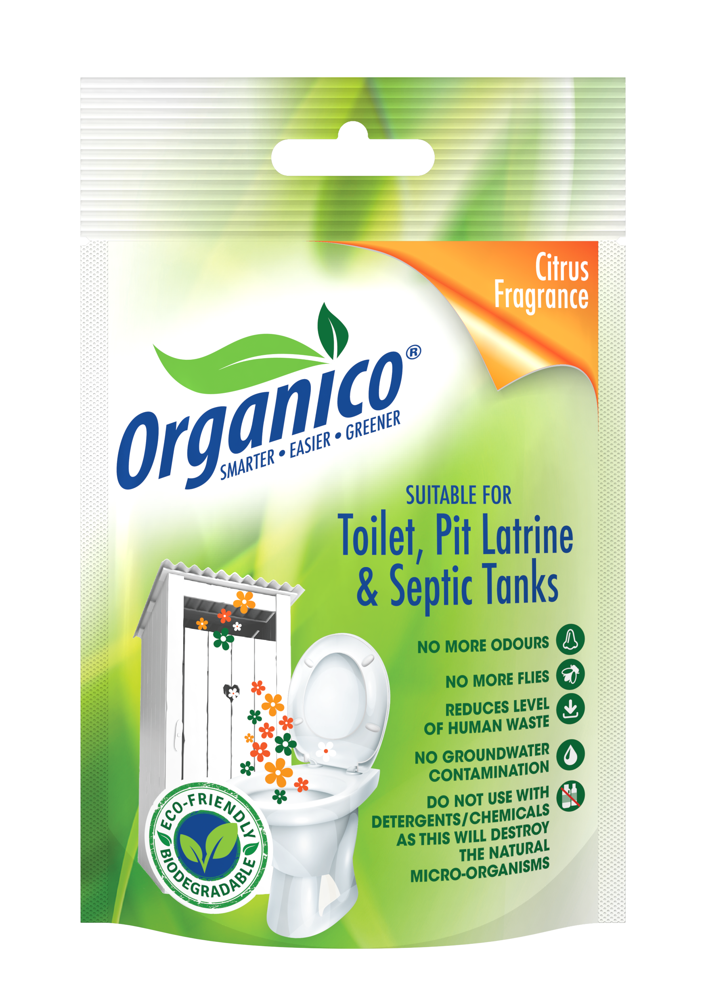 Citrus
Fragrance
Organico®
SMARTER • EASIER • GREENER
SUITABLE FOR
Toilet, Pit Latrine
& Septic Tanks
NO MORE ODOURS
NO MORE FLIES
REDUCES LEVEL
OF HUMAN WASTE
NO GROUNDWATER
CONTAMINATION
DO NOT USE WITH
DETERGENTS/CHEMICALS
AS THIS WILL DESTROY
THE NATURAL
MICRO-ORGANISMS
ECO-FRIENDLY
BIODEGRADABLE